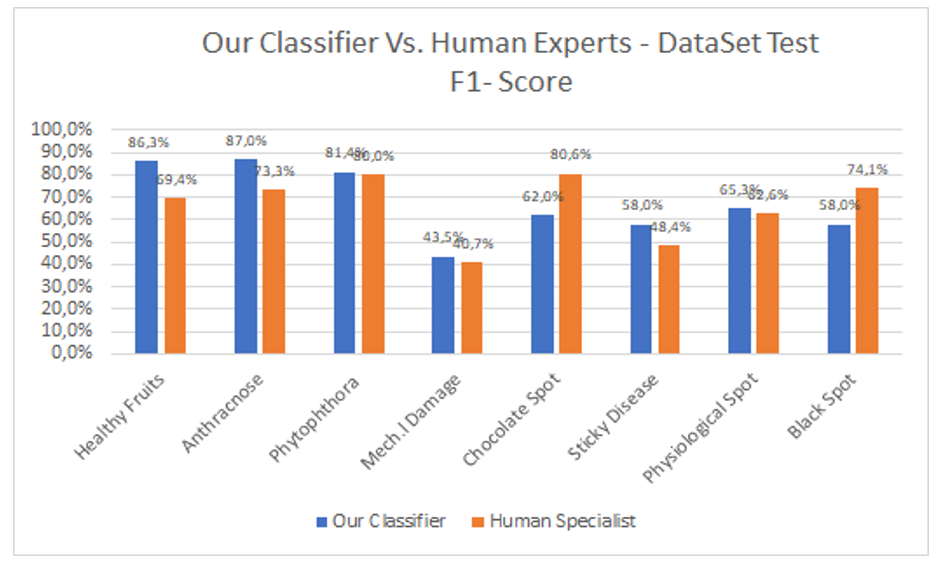 Our Classifier Vs. Human Experts - DataSet Test
F1- Score
100,0%
90,0%
80,0%
70,0%
60,0%
50,0%
40,0%
30,0%
20,0%
10,0%
0,0%
86,3%
69,4%
87,0%
73,3%
81,4%
80,0%
43,5%
40,7%
62,0%
80,6%
58,0%
48,4%
65,3%
62,6%
58,0%
74,1%
Healthy Fruits
Anthracnose
Phytophthora
Mech.l Damage
Chocolate Spot
Sticky Disease
Physiological Spot
Black Spot
Our Classifier
Human Specialist